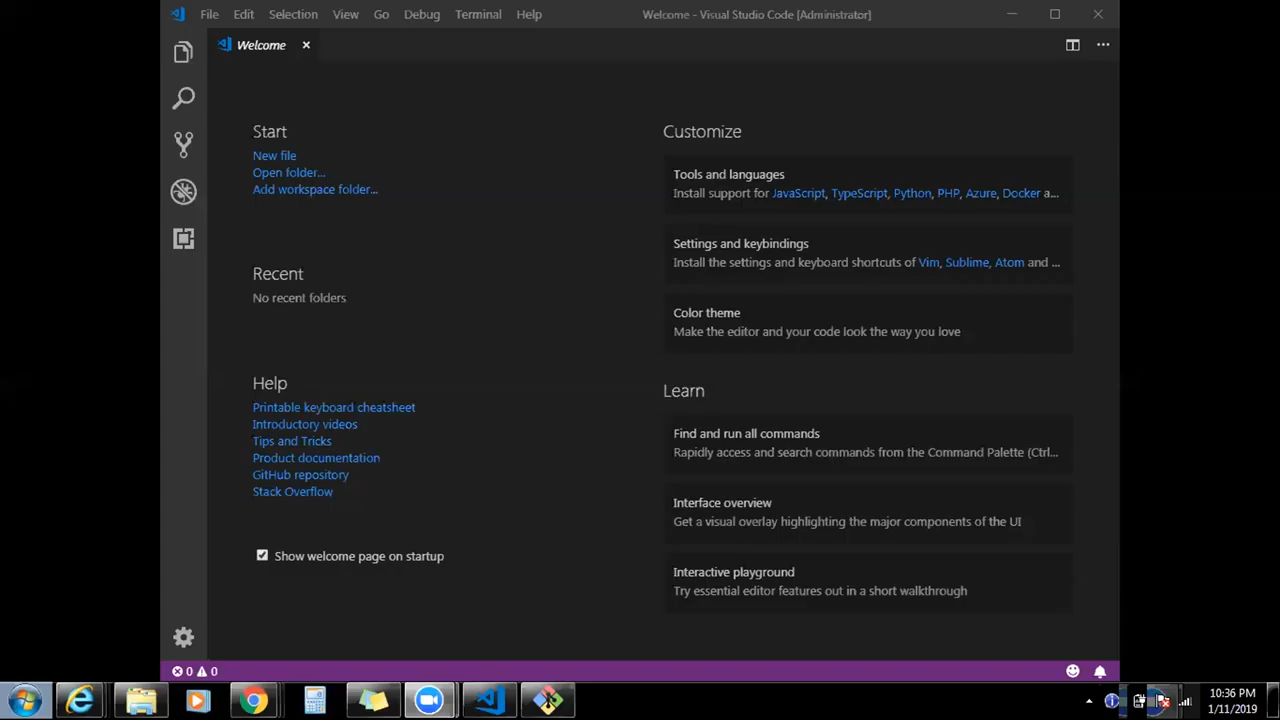 File Edit Selection View Go Debug Terminal Help Welcome - Visual Studio Code [Administrator]
Welcome
Start
New file
Open folder...
Add workspace folder...
Recent
No recent folders
Help
Printable keyboard cheatsheet
Introductory videos
Tips and Tricks
Product documentation
GitHub repository
Stack Overflow
Show welcome page on startup
Customize
Tools and languages
Install support for JavaScript, TypeScript, Python, PHP, Azure, Docker a...
Settings and keybindings
Install the settings and keyboard shortcuts of Vim, Sublime, Atom and ...
Color theme
Make the editor and your code look the way you love
Learn
Find and run all commands
Rapidly access and search commands from the Command Palette (Ctrl...
Interface overview
Get a visual overlay highlighting the major components of the UI
Interactive playground
Try essential editor features out in a short walkthrough
0 0
10:36 PM
1/11/2019